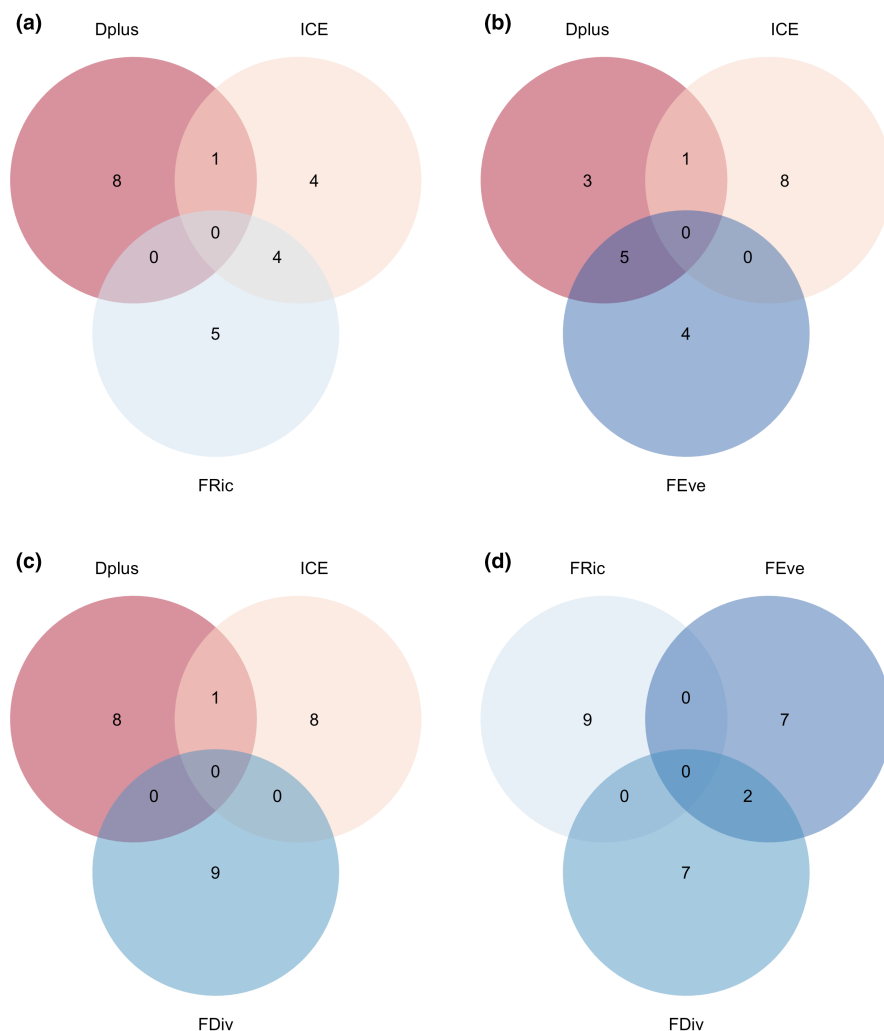 (a)
Dplus ICE
1
8 4
0
0 4
5
FRic
(b)
Dplus ICE
1
3 8
0
5 0
4
FEve
(c)
Dplus ICE
1
8 8
0
0 0
9
FDiv
(d)
FRic FEve
0
9 7
0
0 2
7
FDiv